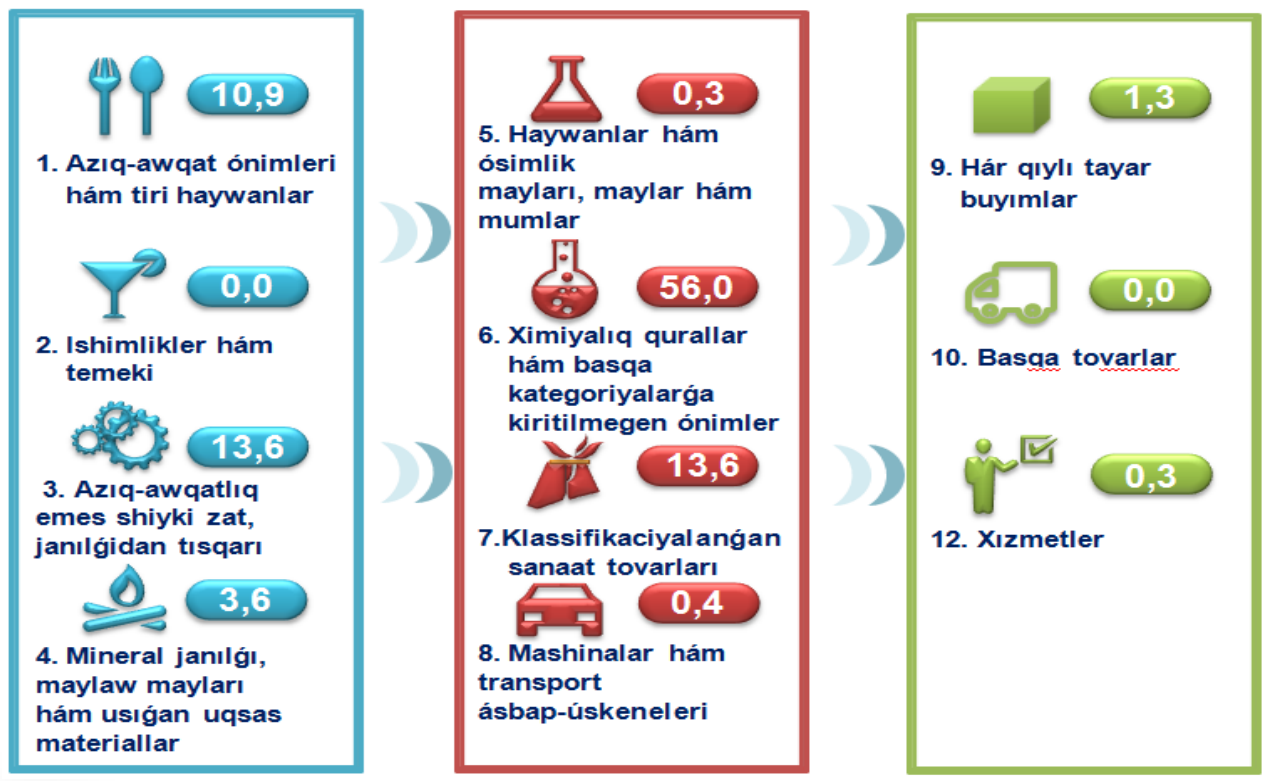 10,9
1. Azıq-awqat ónimleri
hám tiri haywanlar
0,0
2. Ishimlikler hám
temeki
13,6
3. Azıq-awqatlıq
emes shiyki zat,
janılǵidan tısqarı
3,6
4. Mineral janılǵı,
maylaw mayları
hám usıǵan uqsas
materiallar
0,3
5. Haywanlar hám
ósimlik
mayları, maylar hám
mumlar
56,0
6. Ximiyalıq qurallar
hám basqa
kategoriyalarǵa
kiritilmegen ónimler
13,6
7.Klassifikaciyalanǵan
sanaat tovarları
0,4
8. Mashinalar hám
transport
ásbap-úskeneleri
1,3
9. Hár qıylı tayar
buyımlar
0,0
10. Basqa tovarlar
0,3
12. Xızmetler